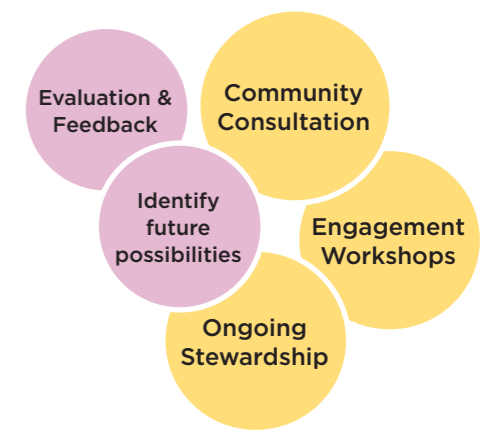 Evaluation &
Feedback
Community
Consultation
Identify
future
possibilities
Engagement
Workshops
Ongoing
Stewardship